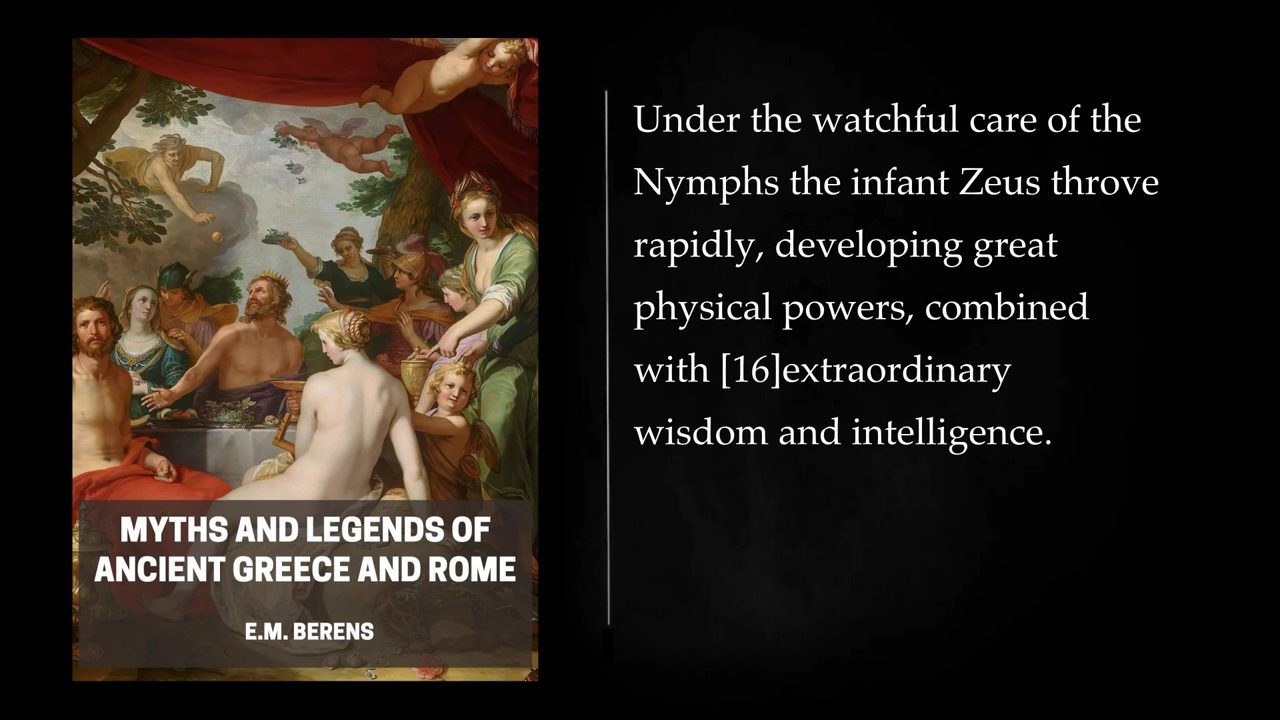 MYTHS AND LEGENDS OF
ANCIENT GREECE AND ROME
E.M. BERENS
Under the watchful care of the
Nymphs the infant Zeus throve
rapidly, developing great
physical powers, combined
with [16]extraordinary
wisdom and intelligence.